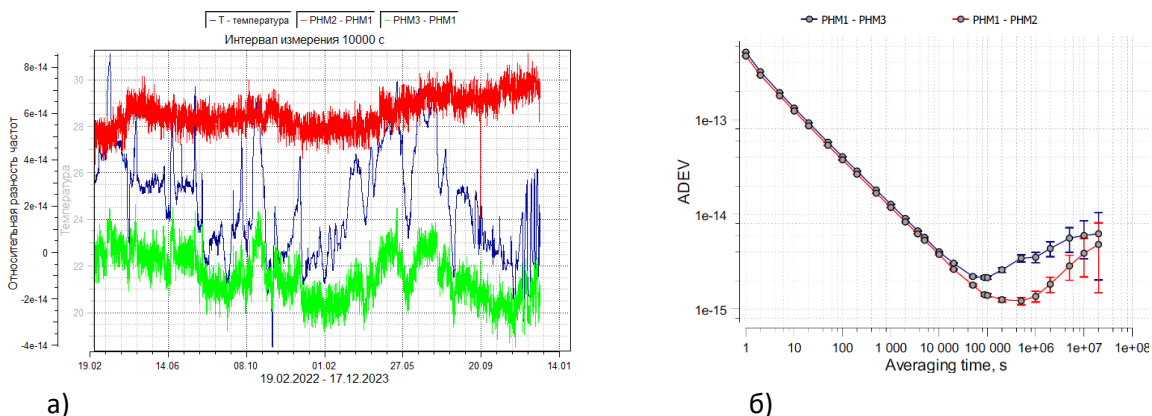 T - температура PHM2 - PHM1 PHM3 - PHM1
Интервал измерения 10000 с
Относительная разность частот
8e-14
6e-14
4e-14
2e-14
0
-2e-14
-4e-14
Температура
30
28
26
24
22
20
19.02 14.06 08.10 01.02 27.05 20.09 14.01
19.02.2022 - 17.12.2023
а)
PHM1 - PHM3 PHM1 - PHM2
ADEV
1e-13
1e-14
1e-15
1 10 100 1 000 10 000 100 000 1e+06 1e+07 1e+08
Averaging time, s
б)